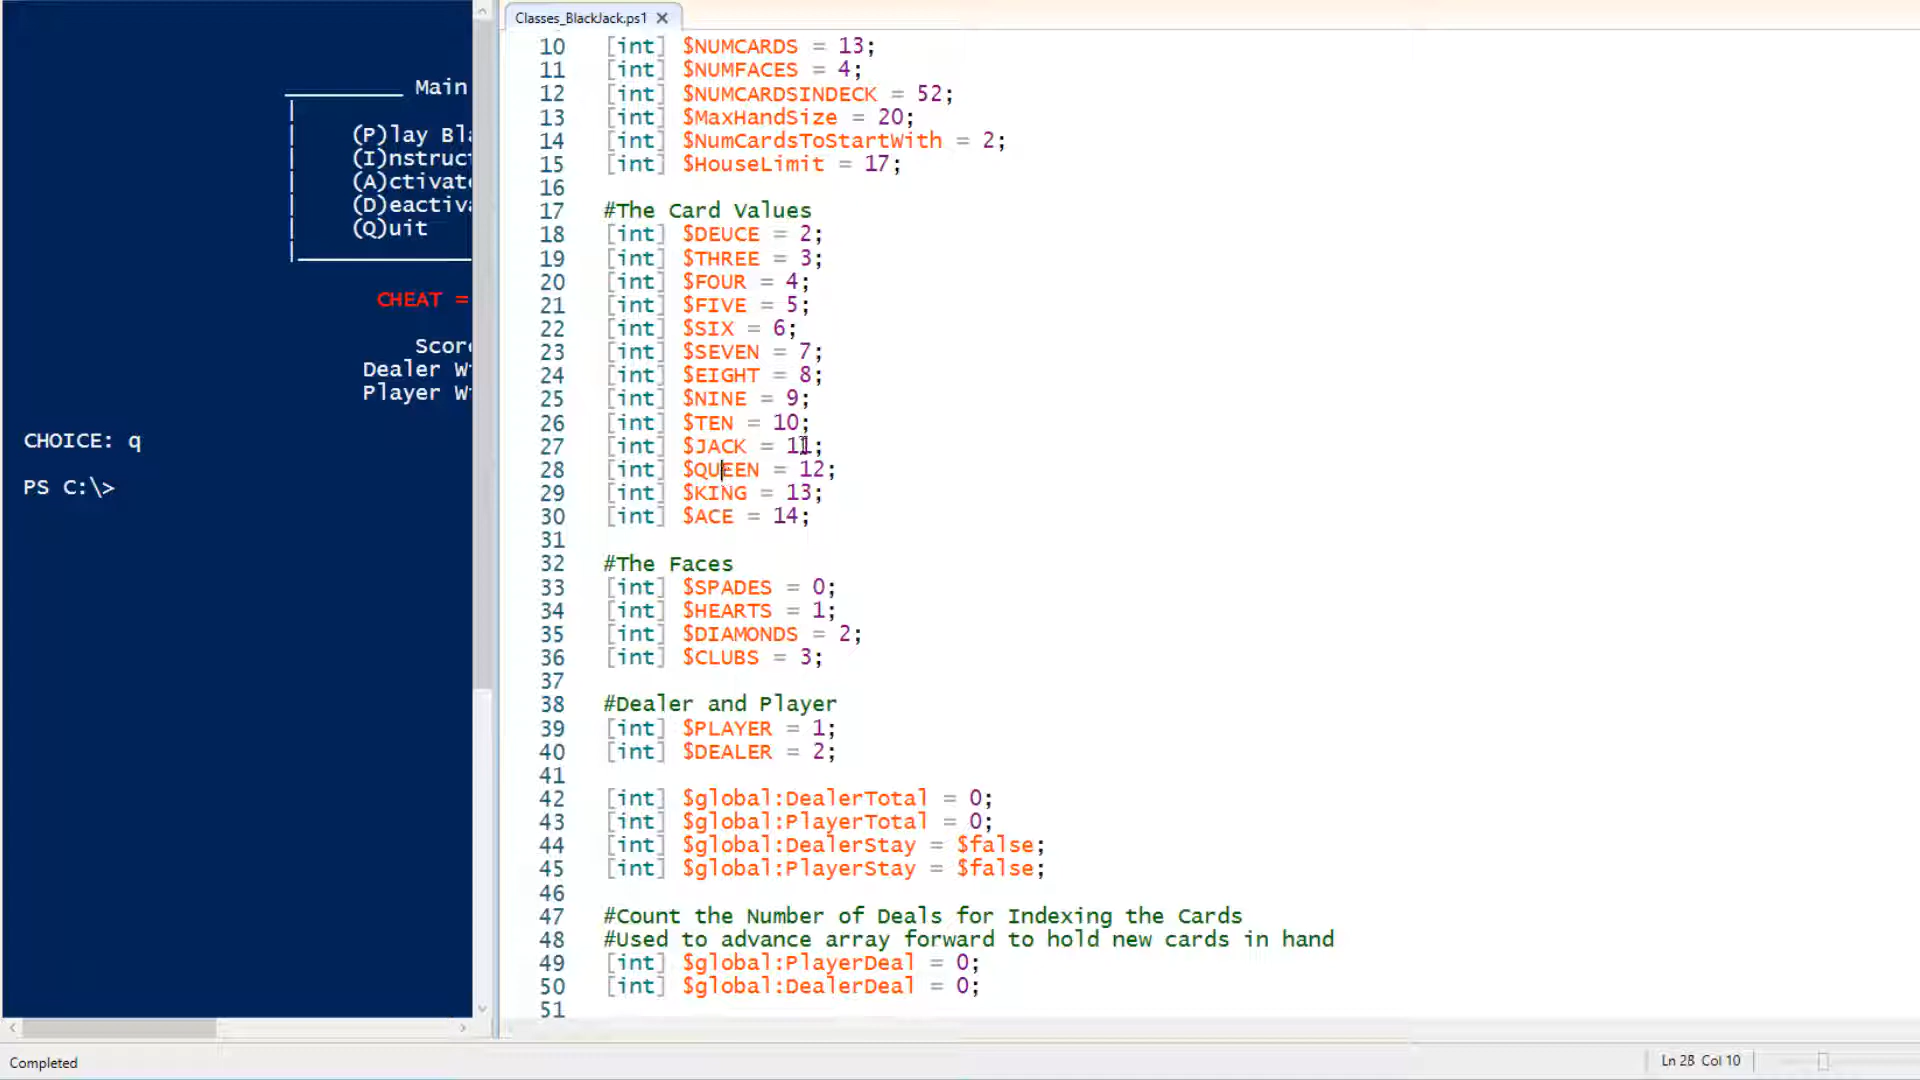 Classes_BlackJack.ps1
Main
(P)lay Bl
(I)nstruc
(A)ctivat
(D)eactiv
(Q)uit
CHEAT =
Scor
Dealer W
Player W
CHOICE: q
PS C:\>
10 [int] $NUMCARDS = 13;
11 [int] $NUMFACES = 4;
12 [int] $NUMCARDSINDECK = 52;
13 [int] $MaxHandSize = 20;
14 [int] $NumCardsToStartWith = 2;
15 [int] $HouseLimit = 17;
16
17 #The Card Values
18 [int] $DEUCE = 2;
19 [int] $THREE = 3;
20 [int] $FOUR = 4;
21 [int] $FIVE = 5;
22 [int] $SIX = 6;
23 [int] $SEVEN = 7;
24 [int] $EIGHT = 8;
25 [int] $NINE = 9;
26 [int] $TEN = 10;
27 [int] $JACK = 11;
28 [int] $QUEEN = 12;
29 [int] $KING = 13;
30 [int] $ACE = 14;
31
32 #The Faces
33 [int] $SPADES = 0;
34 [int] $HEARTS = 1;
35 [int] $DIAMONDS = 2;
36 [int] $CLUBS = 3;
37
38 #Dealer and Player
39 [int] $PLAYER = 1;
40 [int] $DEALER = 2;
41
42 [int] $global:DealerTotal = 0;
43 [int] $global:PlayerTotal = 0;
44 [int] $global:DealerStay = $false;
45 [int] $global:PlayerStay = $false;
46
47 #Count the Number of Deals for Indexing the Cards
48 #Used to advance array forward to hold new cards in hand
49 [int] $global:PlayerDeal = 0;
50 [int] $global:DealerDeal = 0;
51
Completed
Ln 28 Col 10